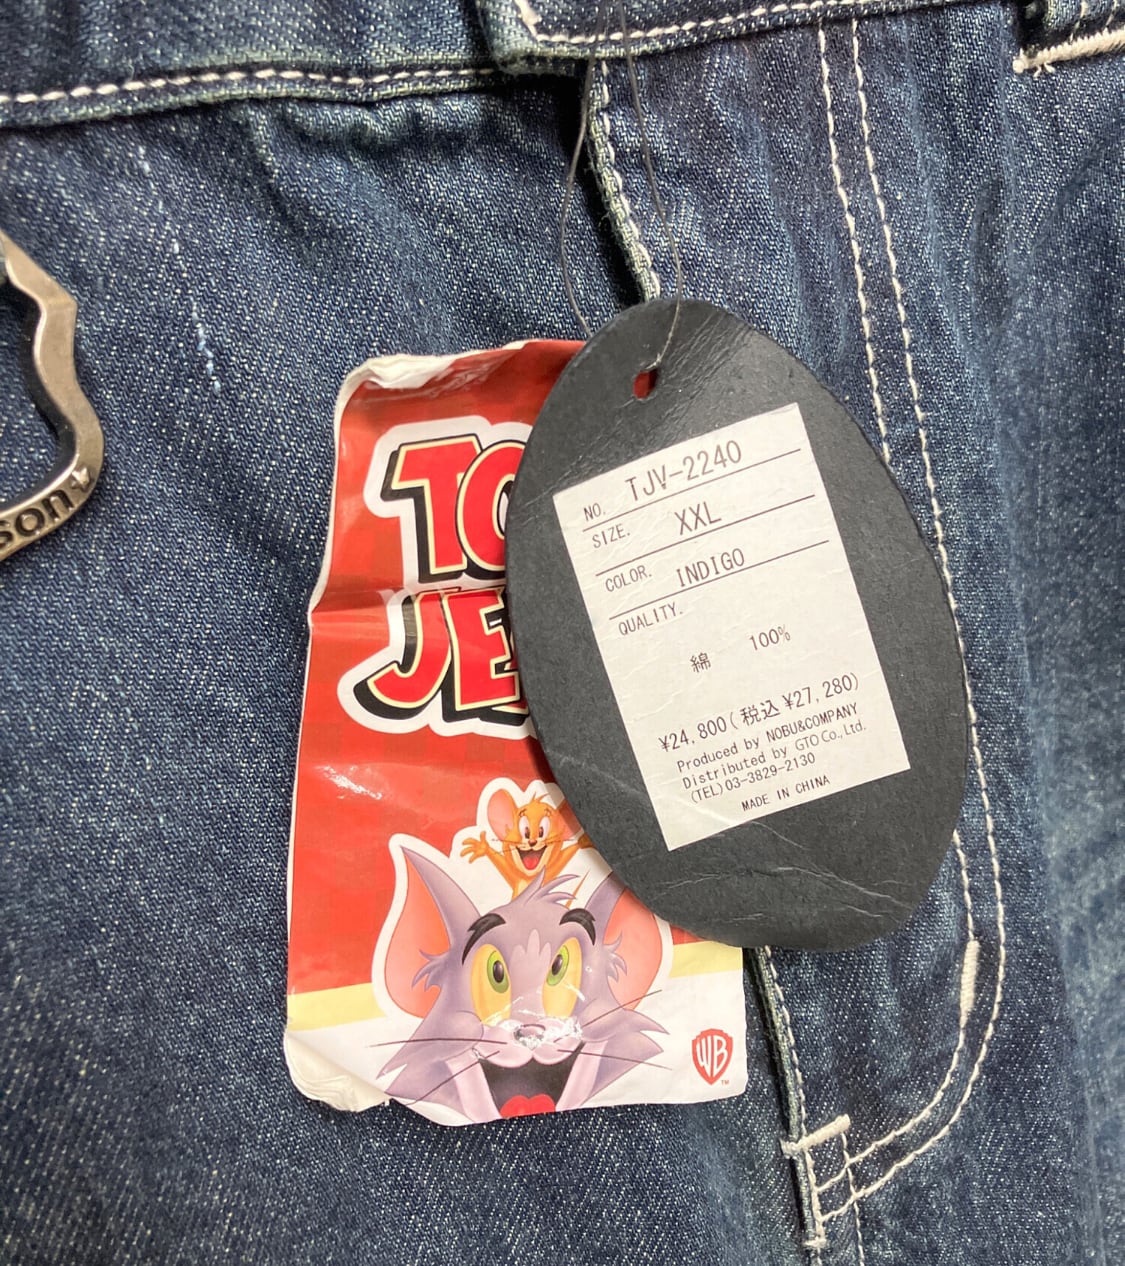 son
TO
JE
NO. TJV-2240
SIZE. XXL
COLOR. INDIGO
QUALITY.
綿 100%
¥24,800(税込¥27,280)
Produced by NOBU&COMPANY
Distributed by GTO Co., Ltd.
(TEL)03-3829-2130
MADE IN CHINA
WB
TM